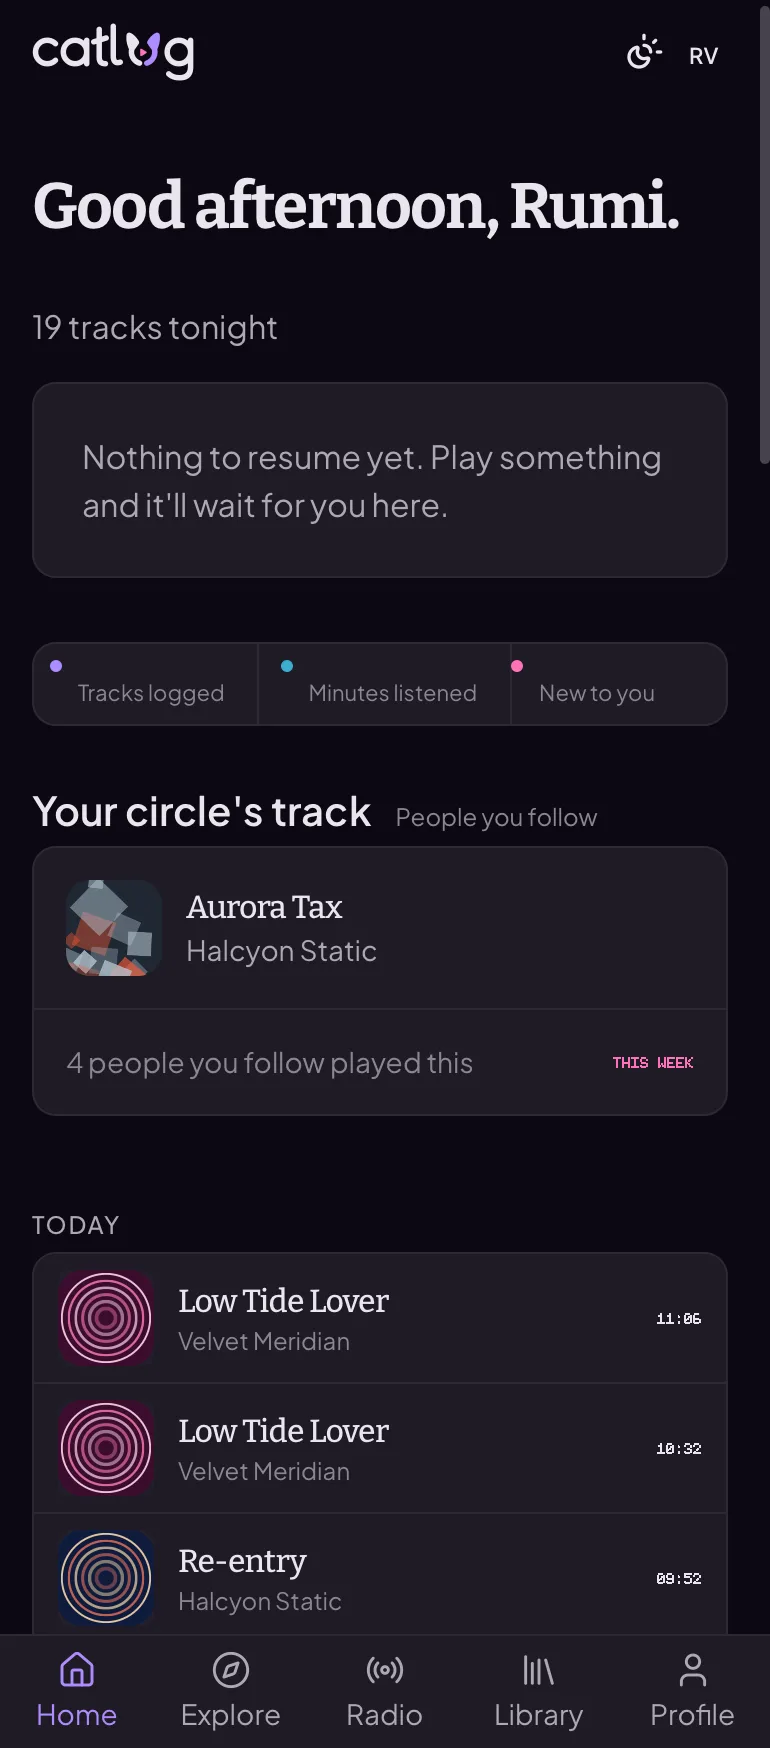 catlog
RV
Good afternoon, Rumi.
19 tracks tonight
Nothing to resume yet. Play something
and it'll wait for you here.
Tracks logged
Minutes listened
New to you
Your circle's track
People you follow
Aurora Tax
Halcyon Static
4 people you follow played this
THIS WEEK
TODAY
Low Tide Lover
Velvet Meridian
11:06
Low Tide Lover
Velvet Meridian
10:32
Re-entry
Halcyon Static
09:52
Home
Explore
Radio
Library
Profile